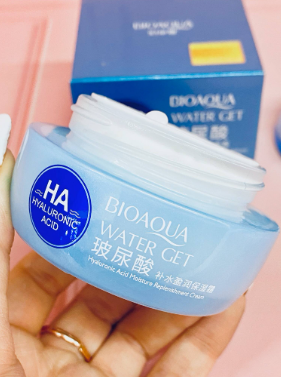 BIOAQUA
BIOAQUA
WATER GET
HA
HYALURONIC
ACID
BIOAQUA
WATER GET
玻尿酸
补水盈润保湿霜
Hyaluronic Acid Moisture Replenishment Cream